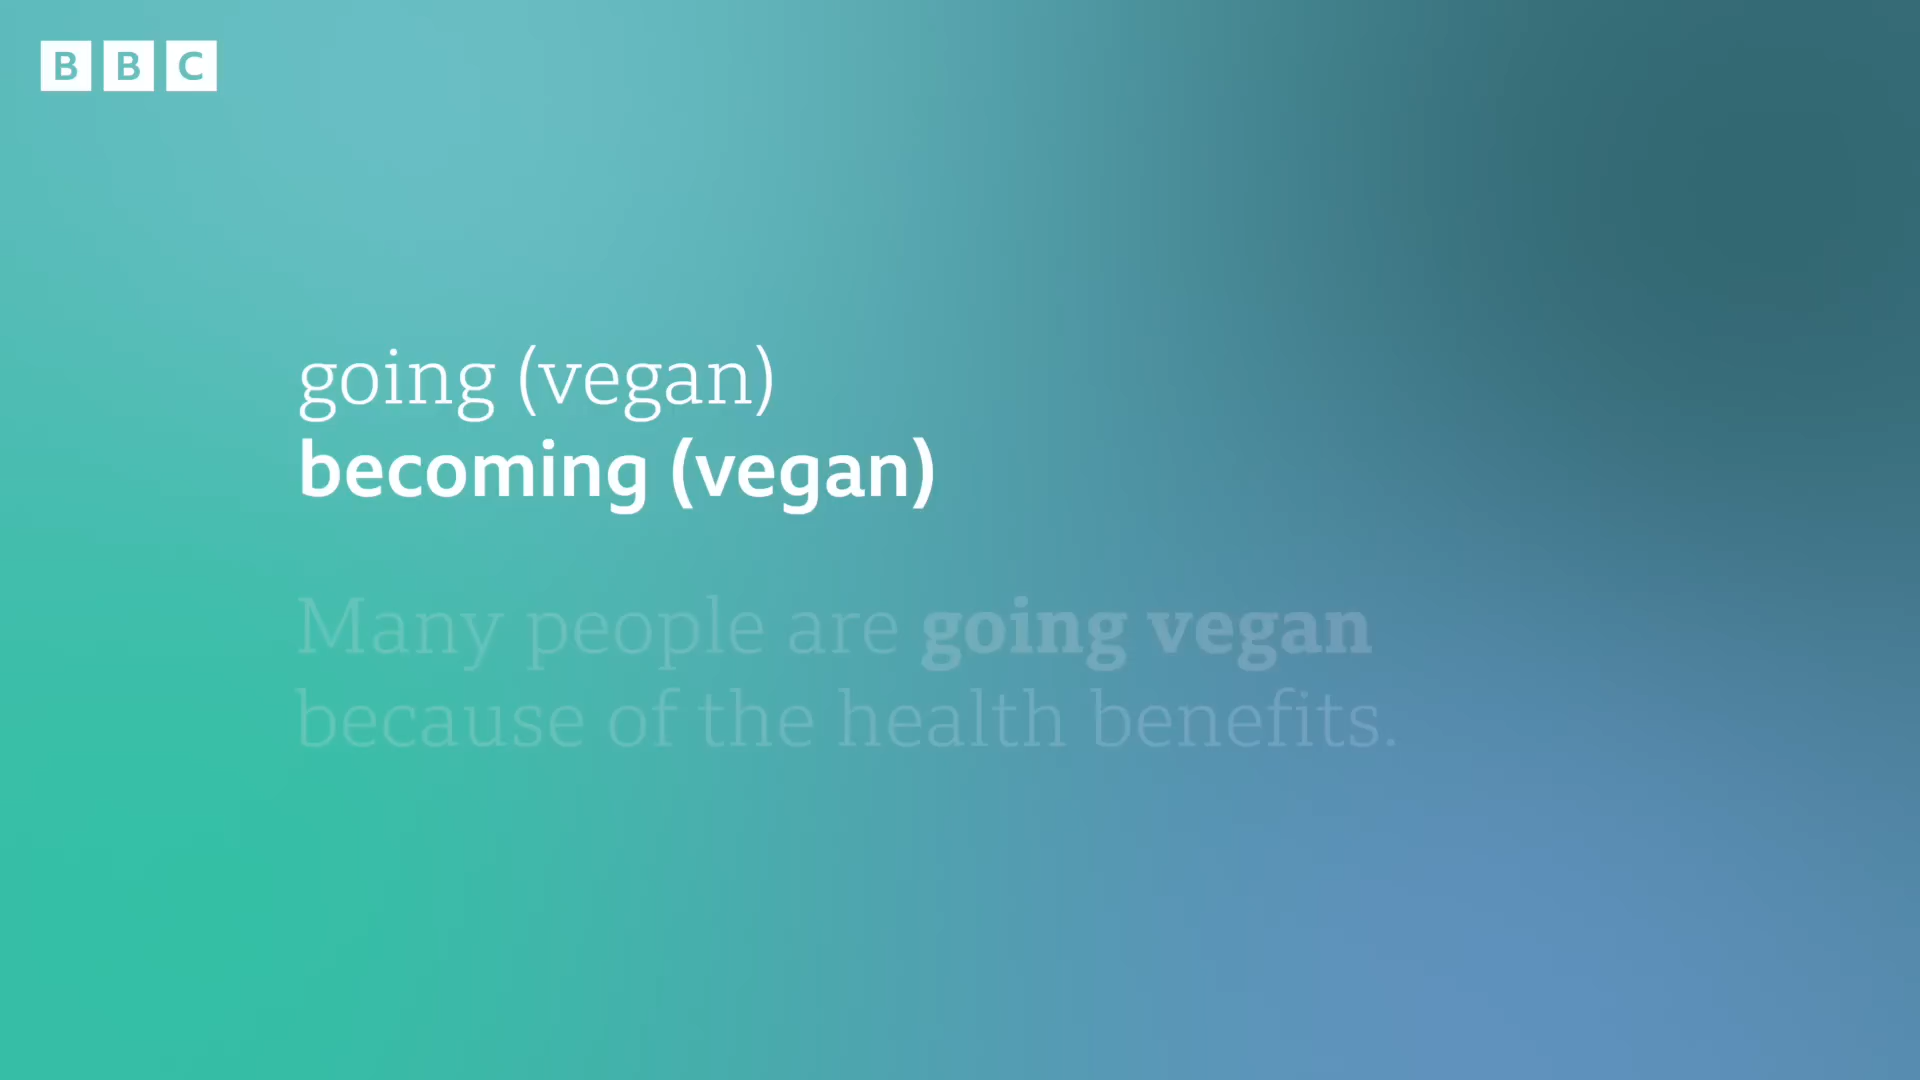 BBC
going (vegan)
becoming (vegan)
Many people are going vegan
because of the health benefits.